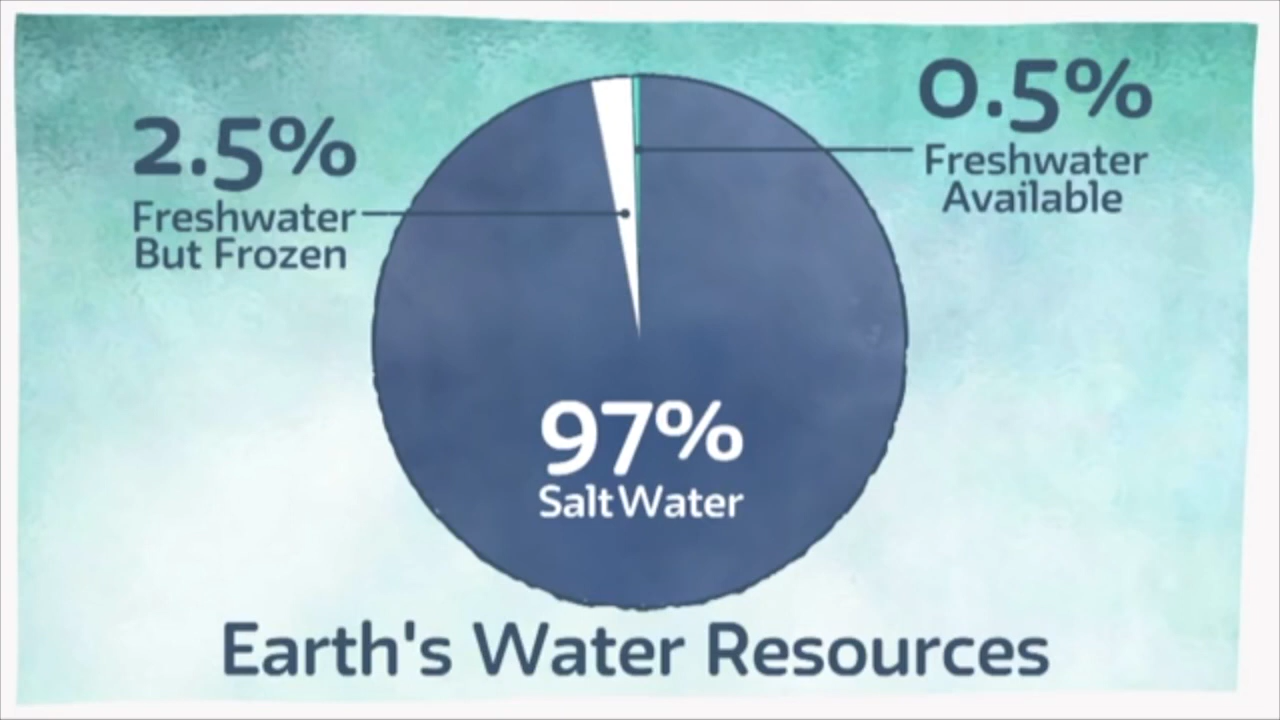 2.5%
Freshwater
But Frozen
0.5%
Freshwater
Available
97%
Salt Water
Earth's Water Resources